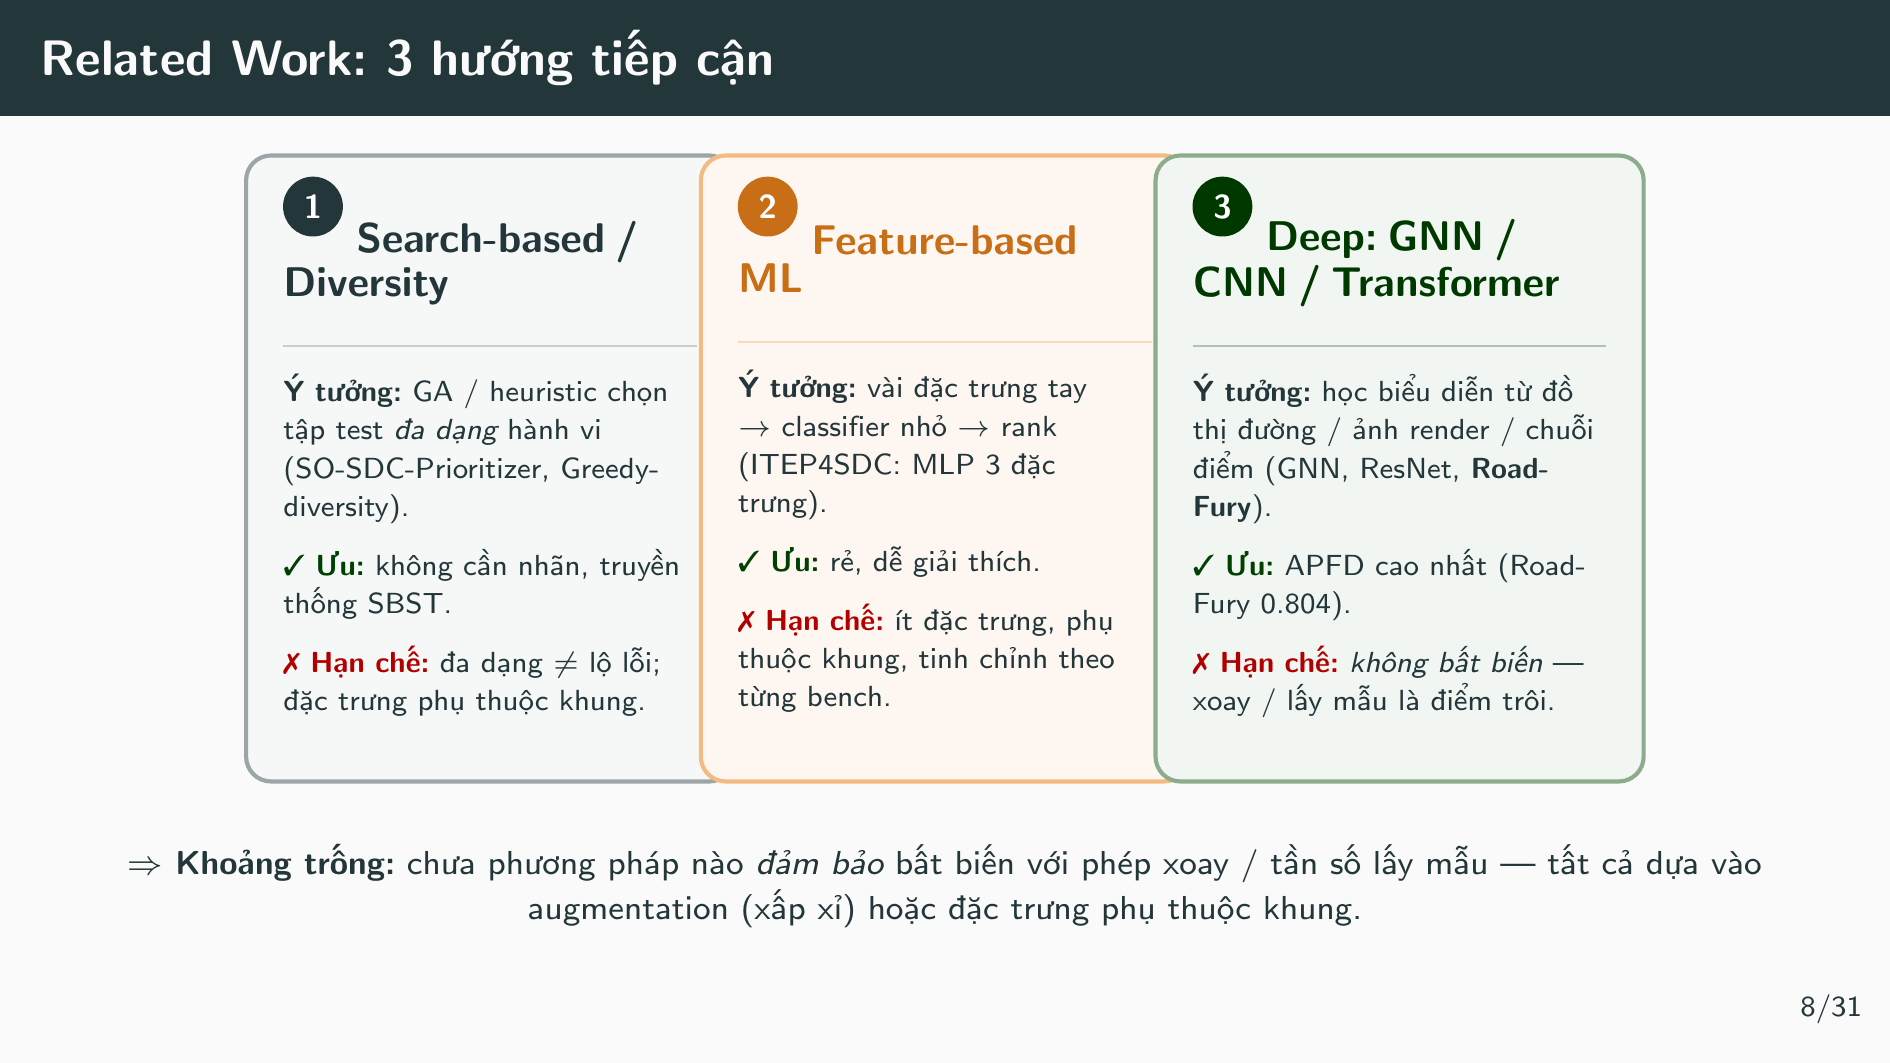 Related Work: 3 hướng tiếp cận
1
Search-based /
Diversity
Ý tưởng: GA / heuristic chọn
tập test đa dạng hành vi
(SO-SDC-Prioritizer, Greedy-
diversity).
✓ Ưu: không cần nhãn, truyền
thống SBST.
✗ Hạn chế: đa dạng ≠ lộ lỗi;
đặc trưng phụ thuộc khung.
2
Feature-based
ML
Ý tưởng: vài đặc trưng tay
→ classifier nhỏ → rank
(ITEP4SDC: MLP 3 đặc
trưng).
✓ Ưu: rẻ, dễ giải thích.
✗ Hạn chế: ít đặc trưng, phụ
thuộc khung, tinh chỉnh theo
từng bench.
3
Deep: GNN /
CNN / Transformer
Ý tưởng: học biểu diễn từ đồ
thị đường / ảnh render / chuỗi
điểm (GNN, ResNet, Road-
Fury).
✓ Ưu: APFD cao nhất (Road-
Fury 0.804).
✗ Hạn chế: không bất biến —
xoay / lấy mẫu là điểm trôi.
⇒ Khoảng trống: chưa phương pháp nào đảm bảo bất biến với phép xoay / tần số lấy mẫu — tất cả dựa vào
augmentation (xấp xỉ) hoặc đặc trưng phụ thuộc khung.
8/31